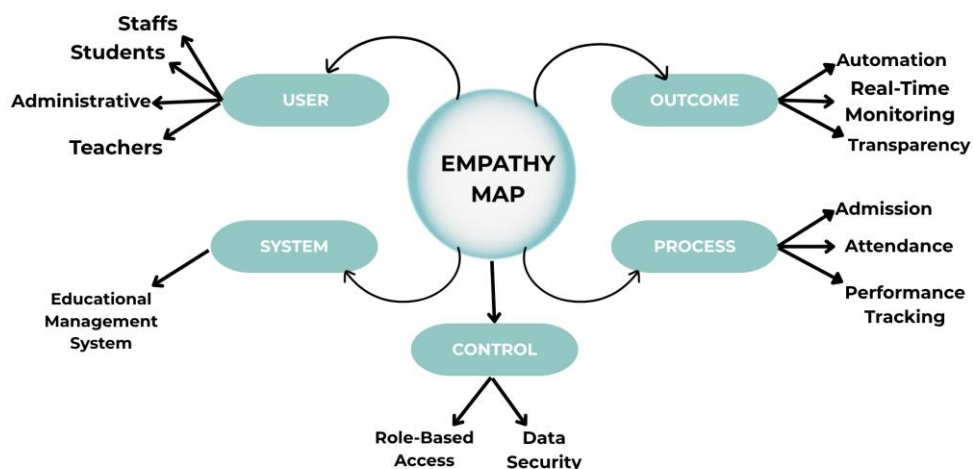 Staffs
Students
Administrative
Teachers
USER
OUTCOME
Automation
Real-Time
Monitoring
Transparency
EMPATHY
MAP
SYSTEM
Educational
Management
System
PROCESS
Admission
Attendance
Performance
Tracking
CONTROL
Role-Based
Access
Data
Security